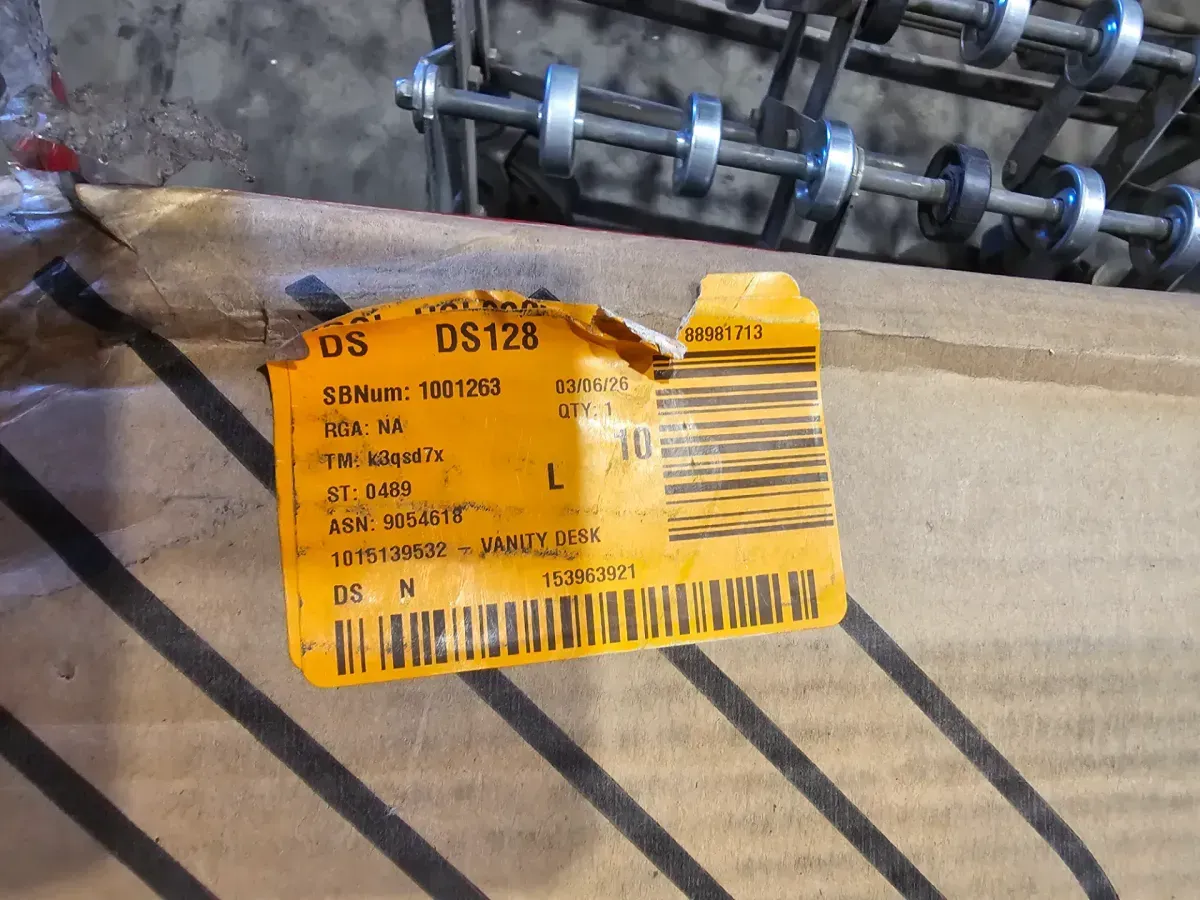 DS DS128
88981713
SBNum: 1001263 03/06/26
QTY: 1
RGA: NA
10
TM: k3qsd7x
L
ST: 0489
ASN: 9054618
1015139532 - VANITY DESK
DS N 153963921